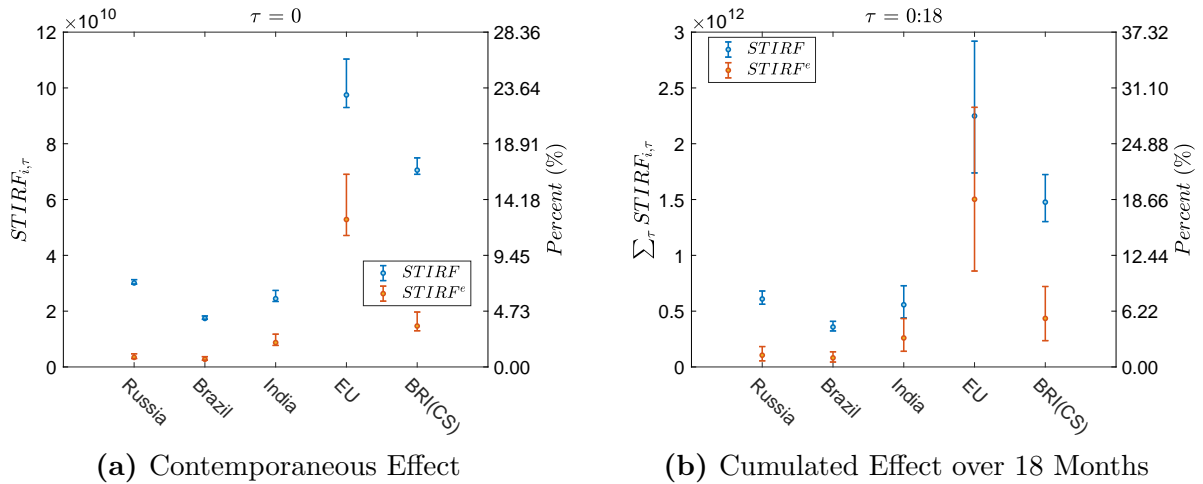 ×10^10
τ = 0
12
10
8
6
4
2
0
STIRF_{i,τ}
28.36
23.64
18.91
14.18
9.45
4.73
0.00
Percent (%)
STIRF
STIRF^e
Russia
Brazil
India
EU
BRI(CS)
(a) Contemporaneous Effect
×10^12
τ = 0:18
3
2.5
2
1.5
1
0.5
0
∑_τ STIRF_{i,τ}
37.32
31.10
24.88
18.66
12.44
6.22
0.00
Percent (%)
STIRF
STIRF^e
Russia
Brazil
India
EU
BRI(CS)
(b) Cumulated Effect over 18 Months